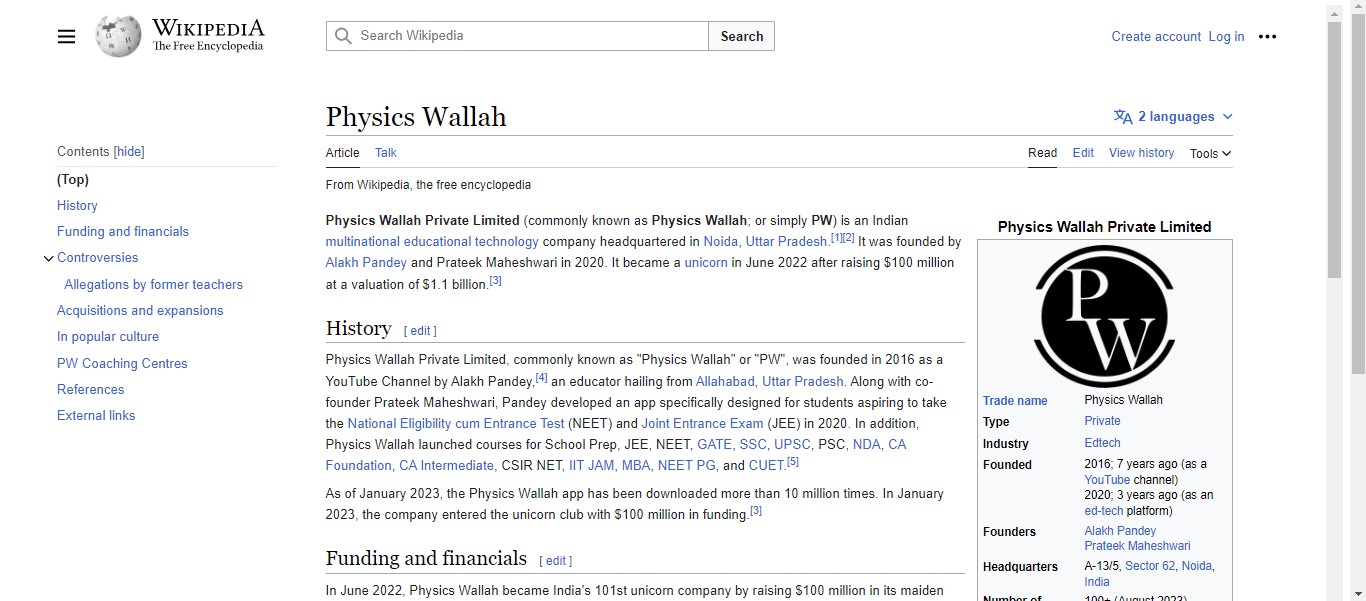 WIKIPEDIA
The Free Encyclopedia
Search Wikipedia
Search
Create account Log in
Physics Wallah
2 languages
Contents [hide]
(Top)
History
Funding and financials
Controversies
Allegations by former teachers
Acquisitions and expansions
In popular culture
PW Coaching Centres
References
External links
Article Talk
Read Edit View history Tools
From Wikipedia, the free encyclopedia
Physics Wallah Private Limited (commonly known as Physics Wallah; or simply PW) is an Indian
multinational educational technology company headquartered in Noida, Uttar Pradesh.[1][2] It was founded by
Alakh Pandey and Prateek Maheshwari in 2020. It became a unicorn in June 2022 after raising $100 million
at a valuation of $1.1 billion.[3]
History [ edit ]
Physics Wallah Private Limited, commonly known as "Physics Wallah" or "PW", was founded in 2016 as a
YouTube Channel by Alakh Pandey,[4] an educator hailing from Allahabad, Uttar Pradesh. Along with co-
founder Prateek Maheshwari, Pandey developed an app specifically designed for students aspiring to take
the National Eligibility cum Entrance Test (NEET) and Joint Entrance Exam (JEE) in 2020. In addition,
Physics Wallah launched courses for School Prep, JEE, NEET, GATE, SSC, UPSC, PSC, NDA, CA
Foundation, CA Intermediate, CSIR NET, IIT JAM, MBA, NEET PG, and CUET.[5]
As of January 2023, the Physics Wallah app has been downloaded more than 10 million times. In January
2023, the company entered the unicorn club with $100 million in funding.[3]
Funding and financials [ edit ]
In June 2022, Physics Wallah became India's 101st unicorn company by raising $100 million in its maiden
Physics Wallah Private Limited
PW
Trade name Physics Wallah
Type Private
Industry Edtech
Founded 2016; 7 years ago (as a
YouTube channel)
2020; 3 years ago (as an
ed-tech platform)
Founders Alakh Pandey
Prateek Maheshwari
Headquarters A-13/5, Sector 62, Noida,
India
Number of 100+ (August 2023)